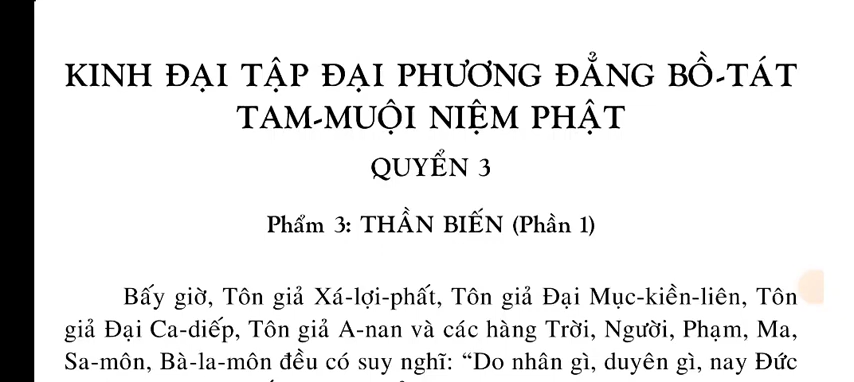 KINH ĐẠI TẬP ĐẠI PHƯƠNG ĐẲNG BỒ-TÁT
TAM-MUỘI NIỆM PHẬT
QUYỂN 3
Phẩm 3: THẦN BIẾN (Phần 1)
Bấy giờ, Tôn giả Xá-lợi-phất, Tôn giả Đại Mục-kiền-liên, Tôn
giả Đại Ca-diếp, Tôn giả A-nan và các hàng Trời, Người, Phạm, Ma,
Sa-môn, Bà-la-môn đều có suy nghĩ: “Do nhân gì, duyên gì, nay Đức